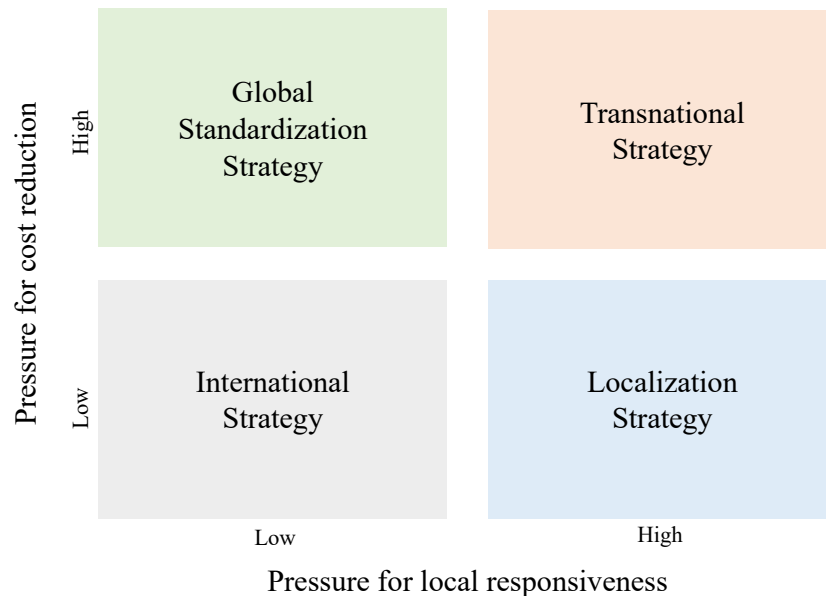 Pressure for cost reduction
High
Global
Standardization
Strategy
Transnational
Strategy
Low
International
Strategy
Localization
Strategy
Low
High
Pressure for local responsiveness